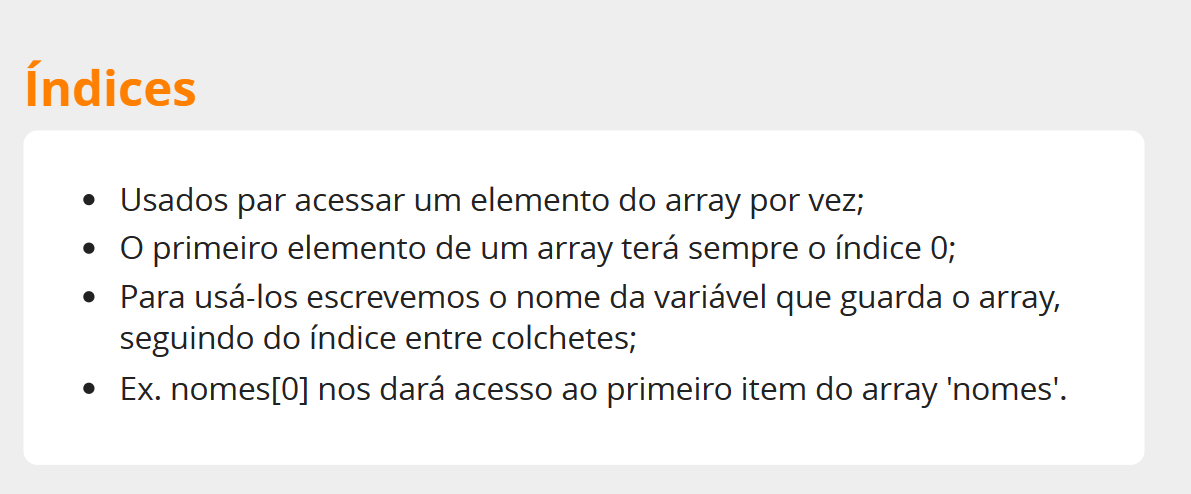 Índices
• Usados par acessar um elemento do array por vez;
• O primeiro elemento de um array terá sempre o índice 0;
• Para usá-los escrevemos o nome da variável que guarda o array,
seguindo do índice entre colchetes;
• Ex. nomes[0] nos dará acesso ao primeiro item do array 'nomes'.